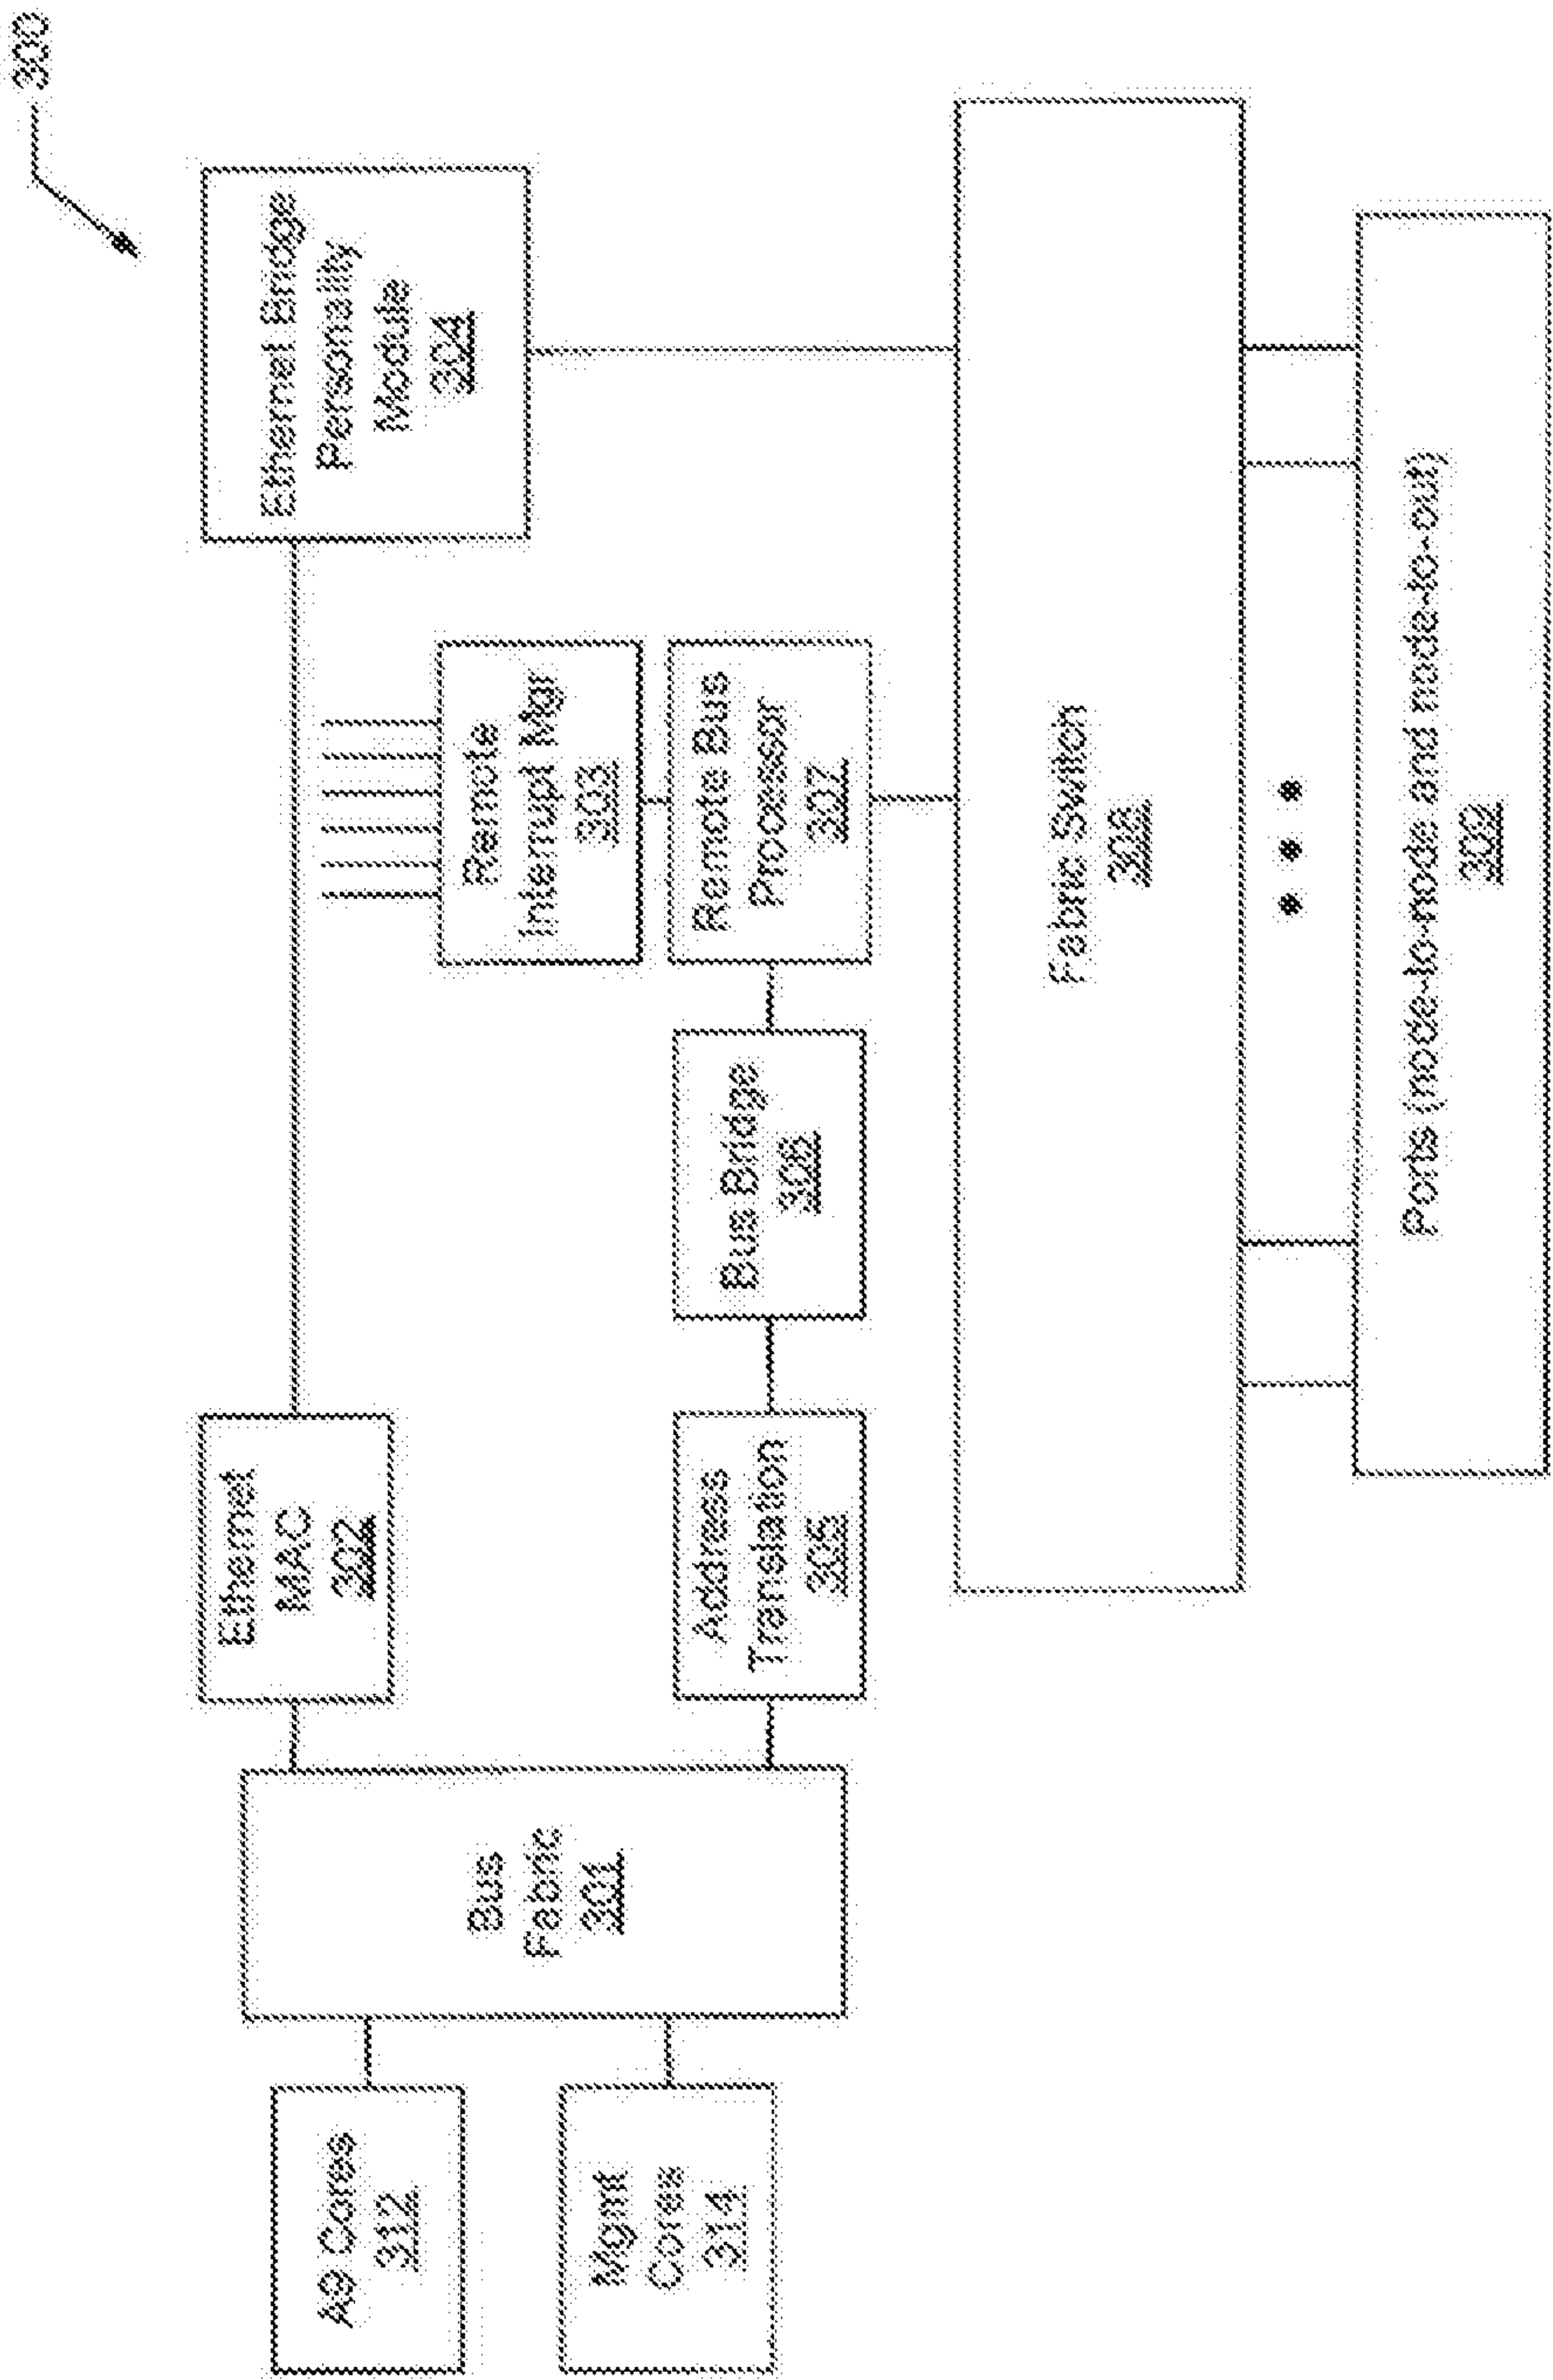 300
A9 Cores
312
Mgmt
Cores
314
Bus
Fabric
301
Ethernet
MAC
302
Address
Translation
305
Bus Bridge
306
Remote
Interrupt Mgr
303
Remote Bus
Processor
307
Ethernet Bridge
Personality
Module
304
Fabric Switch
308
Ports (node-to-node and node-to-out)
309